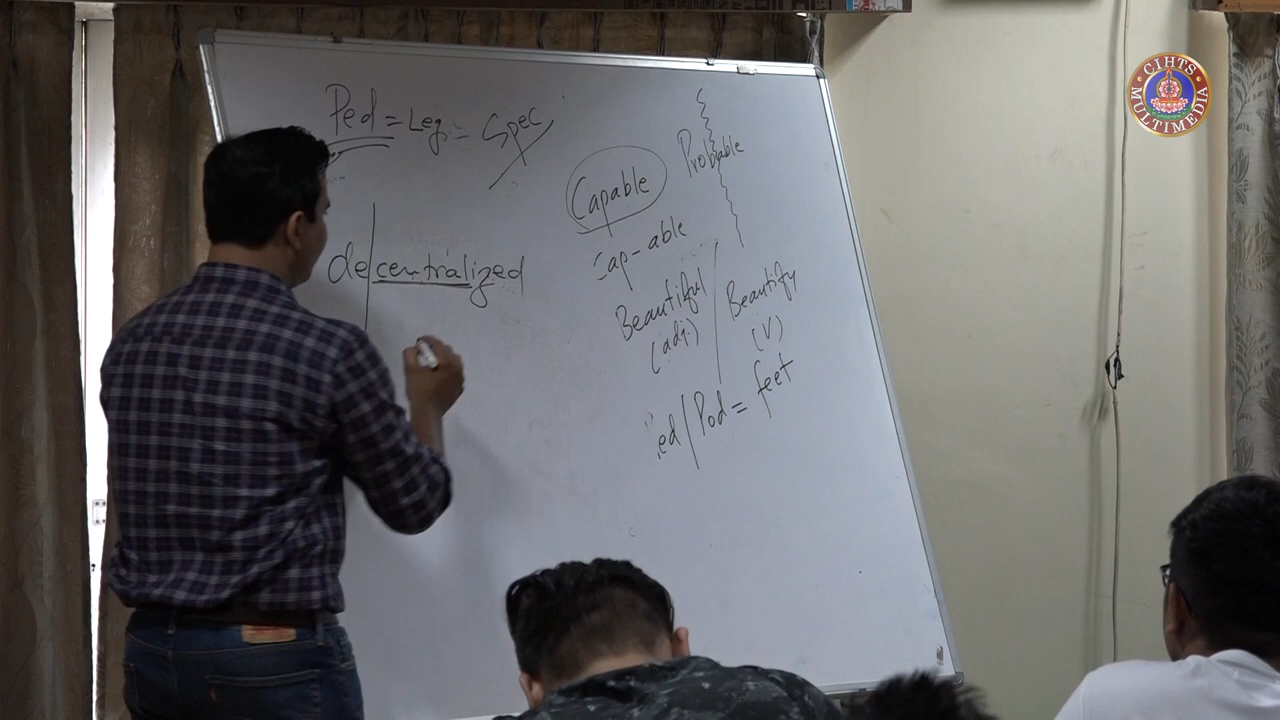 Ped = Leg. = Spec
Probable
Capable
Cap-able
decentralized
Beautiful / Beautify
(adj.) (V)
Ped/Pod = feet
CIHTS
MULTIMEDIA